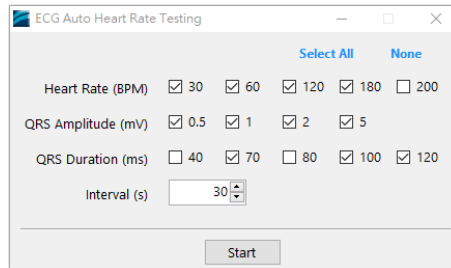 ECG Auto Heart Rate Testing
Select All None
Heart Rate (BPM) 30 60 120 180 200
QRS Amplitude (mV) 0.5 1 2 5
QRS Duration (ms) 40 70 80 100 120
Interval (s) 30
Start